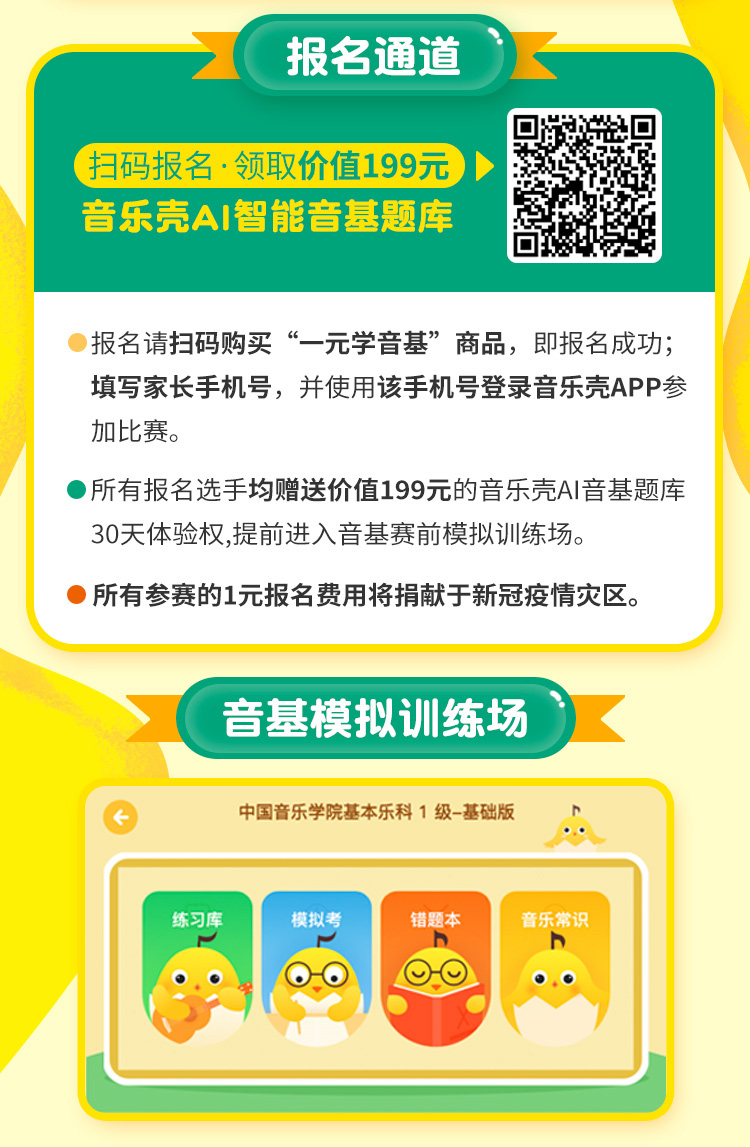 报名通道
扫码报名·领取价值199元
音乐壳AI智能音基题库
报名请扫码购买“一元学音基”商品，即报名成功；
填写家长手机号，并使用该手机号登录音乐壳APP参
加比赛。
所有报名选手均赠送价值199元的音乐壳AI音基题库
30天体验权,提前进入音基赛前模拟训练场。
所有参赛的1元报名费用将捐献于新冠疫情灾区。
音基模拟训练场
中国音乐学院基本乐科 1 级-基础版
练习库 模拟考 错题本 音乐常识